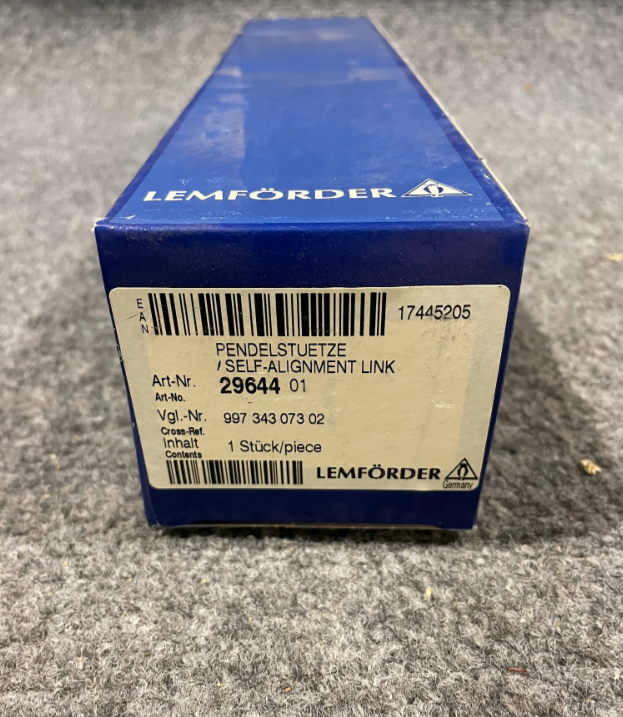 LEMFÖRDER
EAN
17445205
PENDELSTUETZE
/ SELF-ALIGNMENT LINK
Art-Nr. 29644 01
Art-No.
Vgl.-Nr. 997 343 073 02
Cross-Ref.
Inhalt 1 Stück/piece
Contents
LEMFÖRDER
Germany